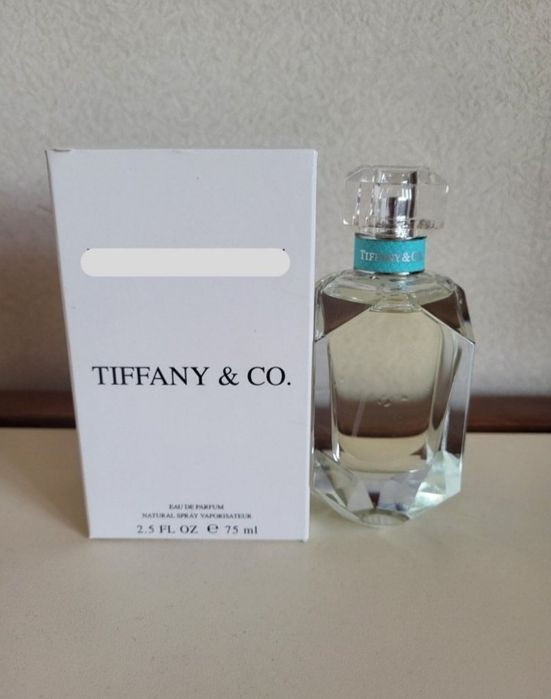 TIFFANY & CO.
EAU DE PARFUM
NATURAL SPRAY VAPORISATEUR
2.5 FL OZ ℮ 75 ml
TIFFANY & CO.